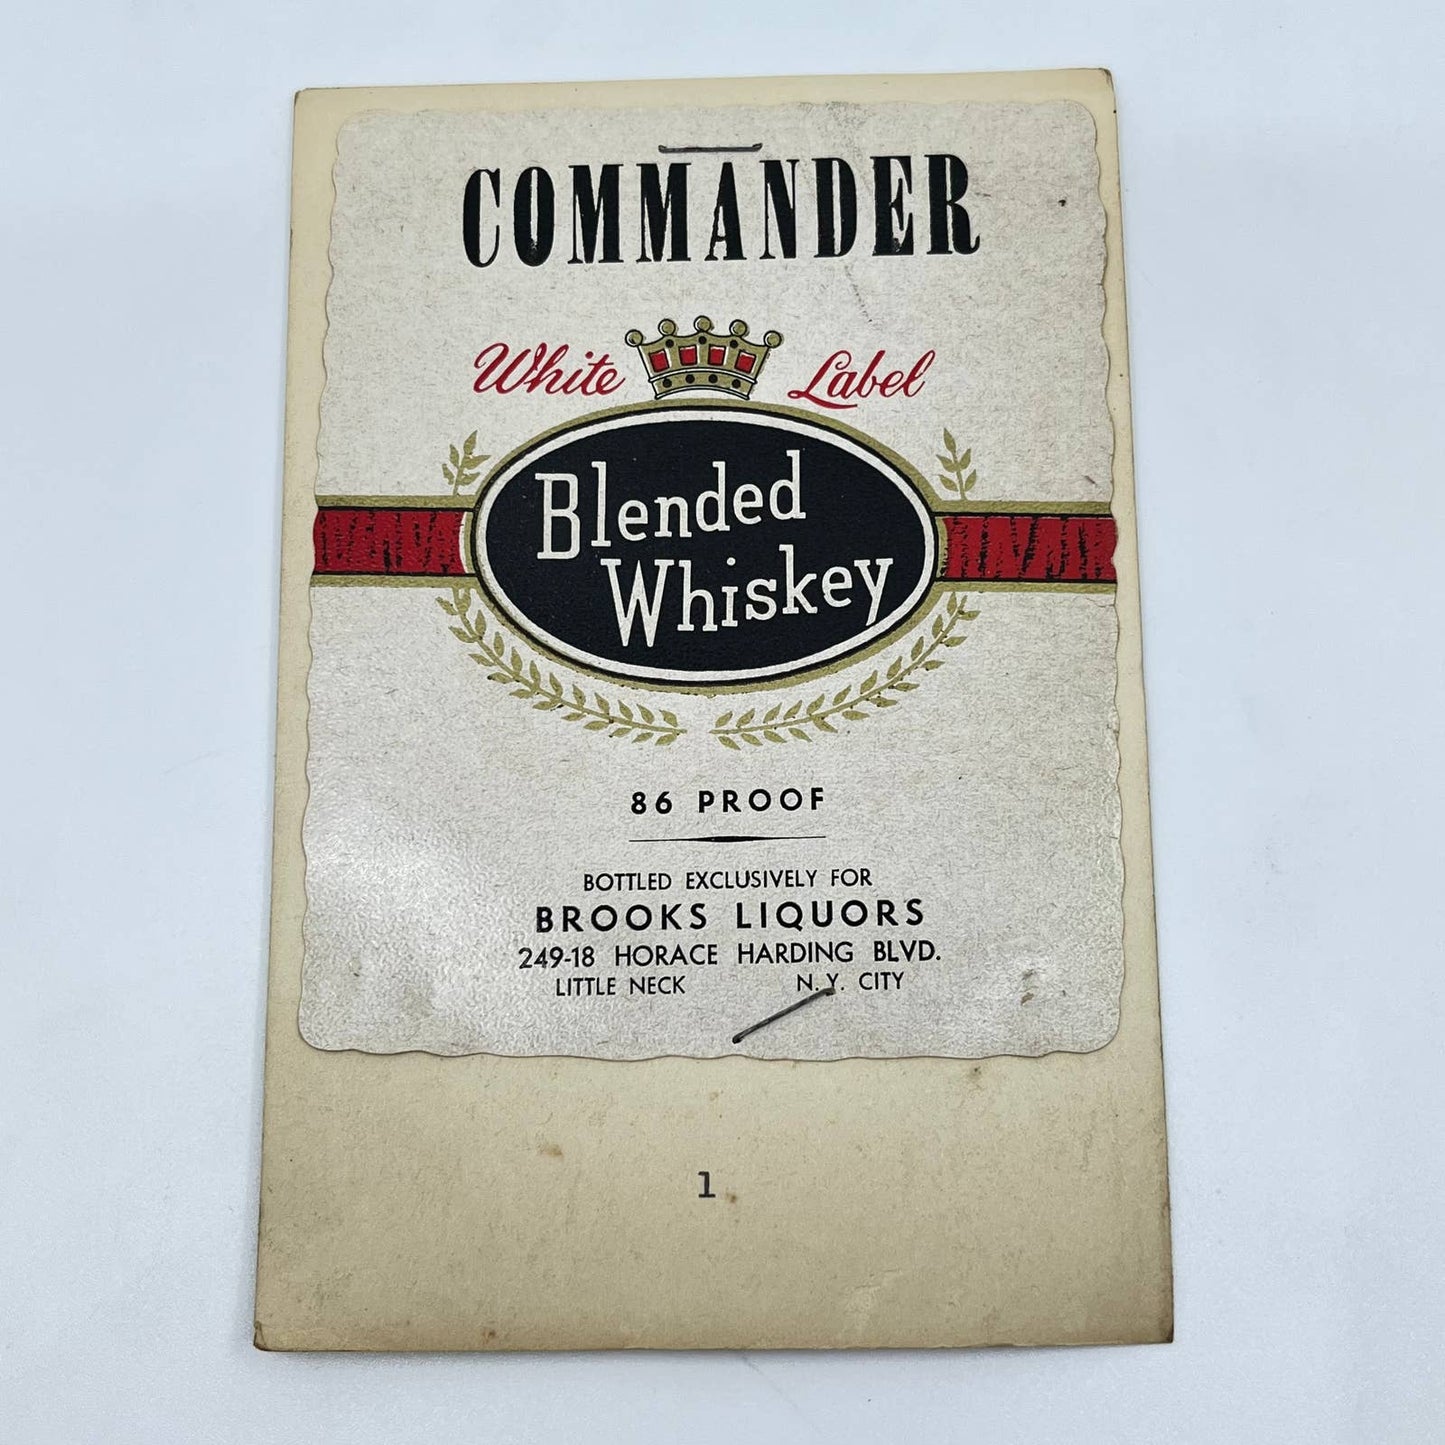 COMMANDER
White Label
Blended
Whiskey
86 PROOF
BOTTLED EXCLUSIVELY FOR
BROOKS LIQUORS
249-18 HORACE HARDING BLVD.
LITTLE NECK N. Y. CITY
1